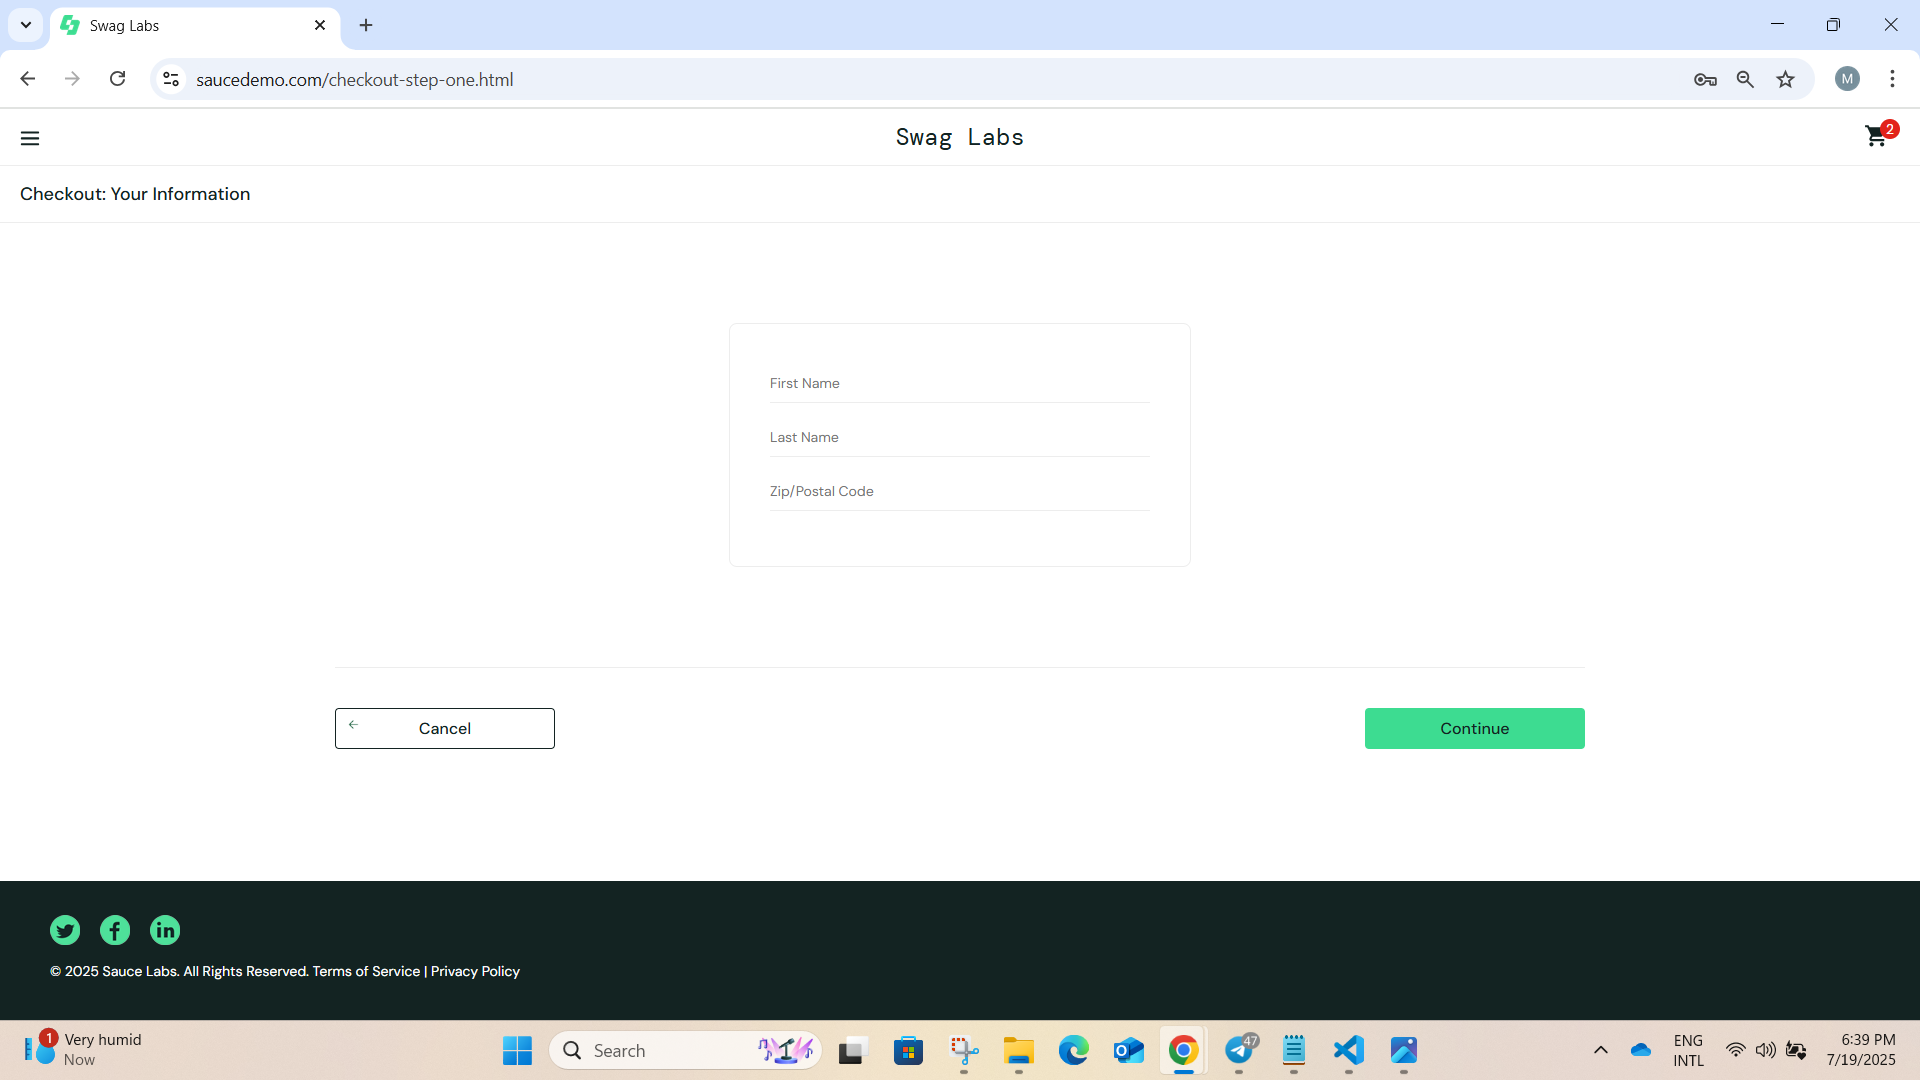 Swag Labs
saucedemo.com/checkout-step-one.html
M
Swag Labs
2
Checkout: Your Information
First Name
Last Name
Zip/Postal Code
Cancel
Continue
© 2025 Sauce Labs. All Rights Reserved. Terms of Service | Privacy Policy
1
Very humid
Now
Search
47
ENG
INTL
6:39 PM
7/19/2025